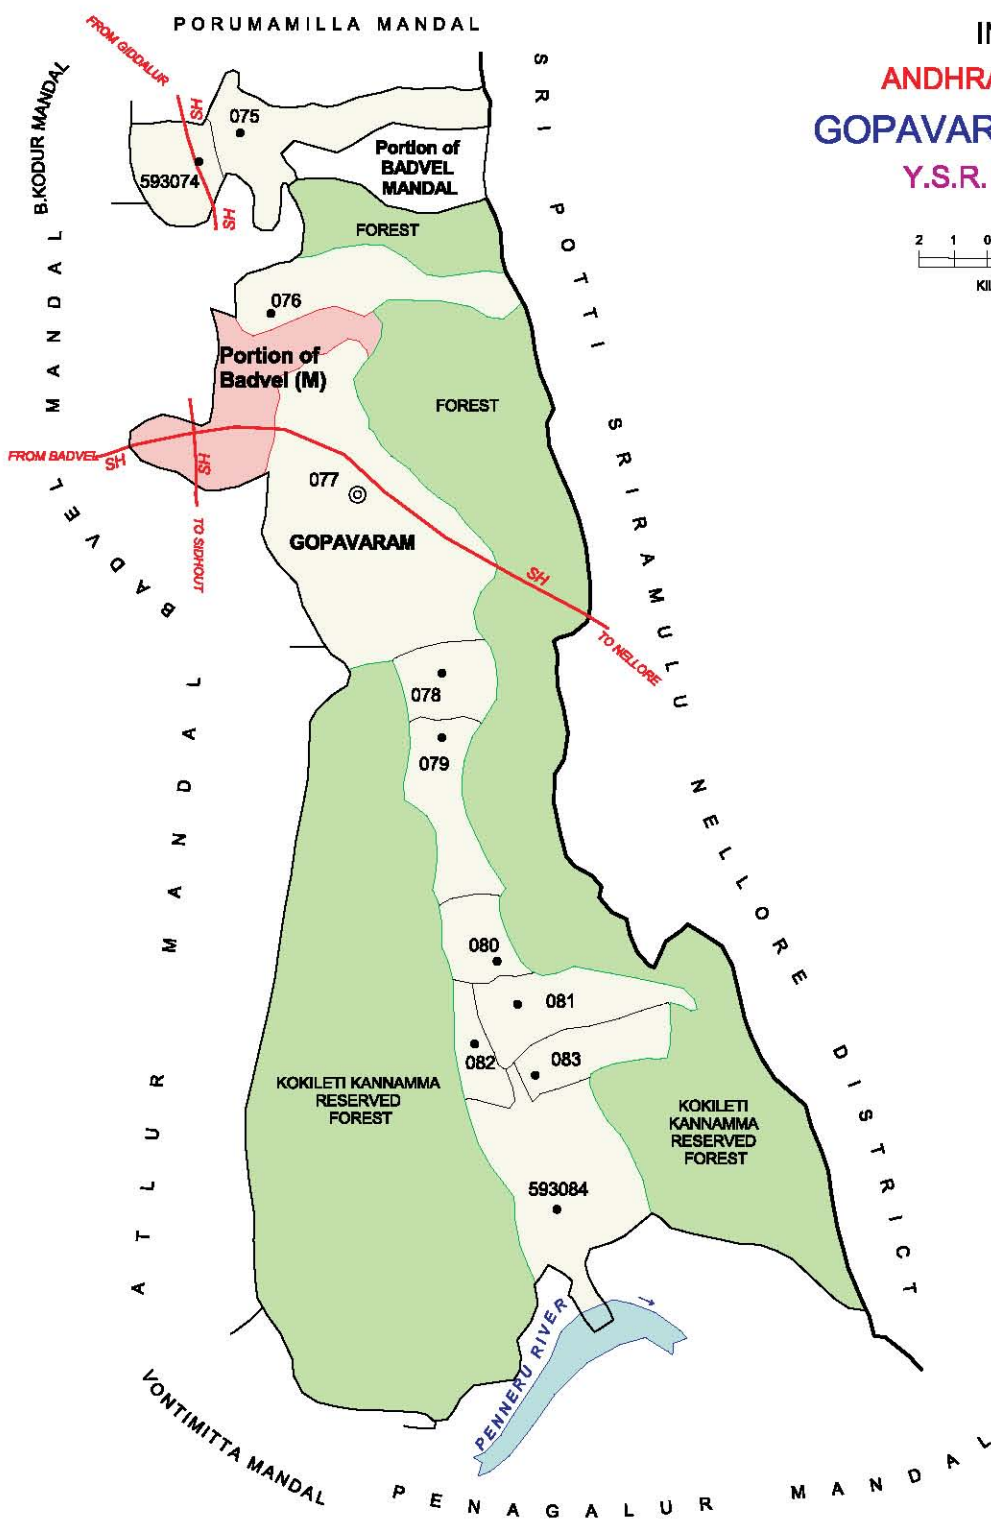 PORUMAMILLA MANDAL
IN
ANDHRA
GOPAVAR
Y.S.R.
2 1 0
KIL
FROM GIDDALUR
SH
075
593074
SH
B.KODUR MANDAL
Portion of
BADVEL
MANDAL
FOREST
076
Portion of
Badvel (M)
FOREST
FROM BADVEL
SH
SH
TO SIDHOUT
077
GOPAVARAM
SH
TO NELLORE
BADVEL MANDAL
SRI POTTI SRIRAMULU NELLORE DISTRICT
078
079
080
081
082
083
KOKILETI KANNAMMA
RESERVED
FOREST
KOKILETI
KANNAMMA
RESERVED
FOREST
593084
ATLUR MANDAL
PENNERU RIVER
VONTIMITTA MANDAL
PENAGALUR MANDAL